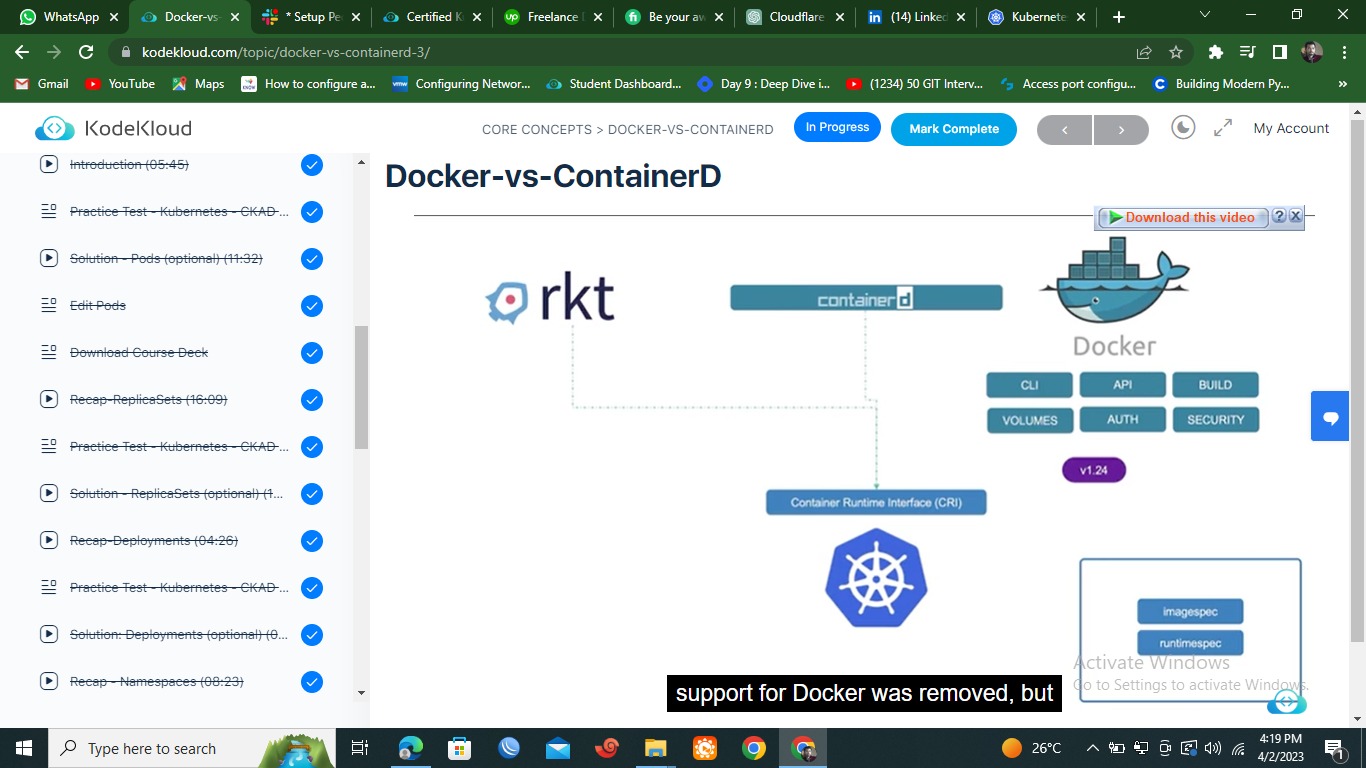 WhatsApp
Docker-vs-
* Setup Pe
Certified K
Freelance
Be your aw
Cloudflare
(14) Linked
Kubernete
kodekloud.com/topic/docker-vs-containerd-3/
Gmail
YouTube
Maps
How to configure a...
Configuring Networ...
Student Dashboard...
Day 9 : Deep Dive i...
(1234) 50 GIT Interv...
Access port configu...
Building Modern Py...
»
KodeKloud
CORE CONCEPTS > DOCKER-VS-CONTAINERD
In Progress
Mark Complete
<
>
My Account
Introduction (05:45)
Practice Test - Kubernetes - CKAD ...
Solution - Pods (optional) (11:32)
Edit Pods
Download Course Deck
Recap-ReplicaSets (16:09)
Practice Test - Kubernetes - CKAD ...
Solution - ReplicaSets (optional) (1...
Recap-Deployments (04:26)
Practice Test - Kubernetes - CKAD ...
Solution: Deployments (optional) (0...
Recap - Namespaces (08:23)
Docker-vs-ContainerD
Download this video
?
X
rkt
containerd
Docker
CLI
API
BUILD
VOLUMES
AUTH
SECURITY
v1.24
Container Runtime Interface (CRI)
imagespec
runtimespec
Activate Windows
Go to Settings to activate Windows.
support for Docker was removed, but
Type here to search
26°C
4:19 PM
4/2/2023
1